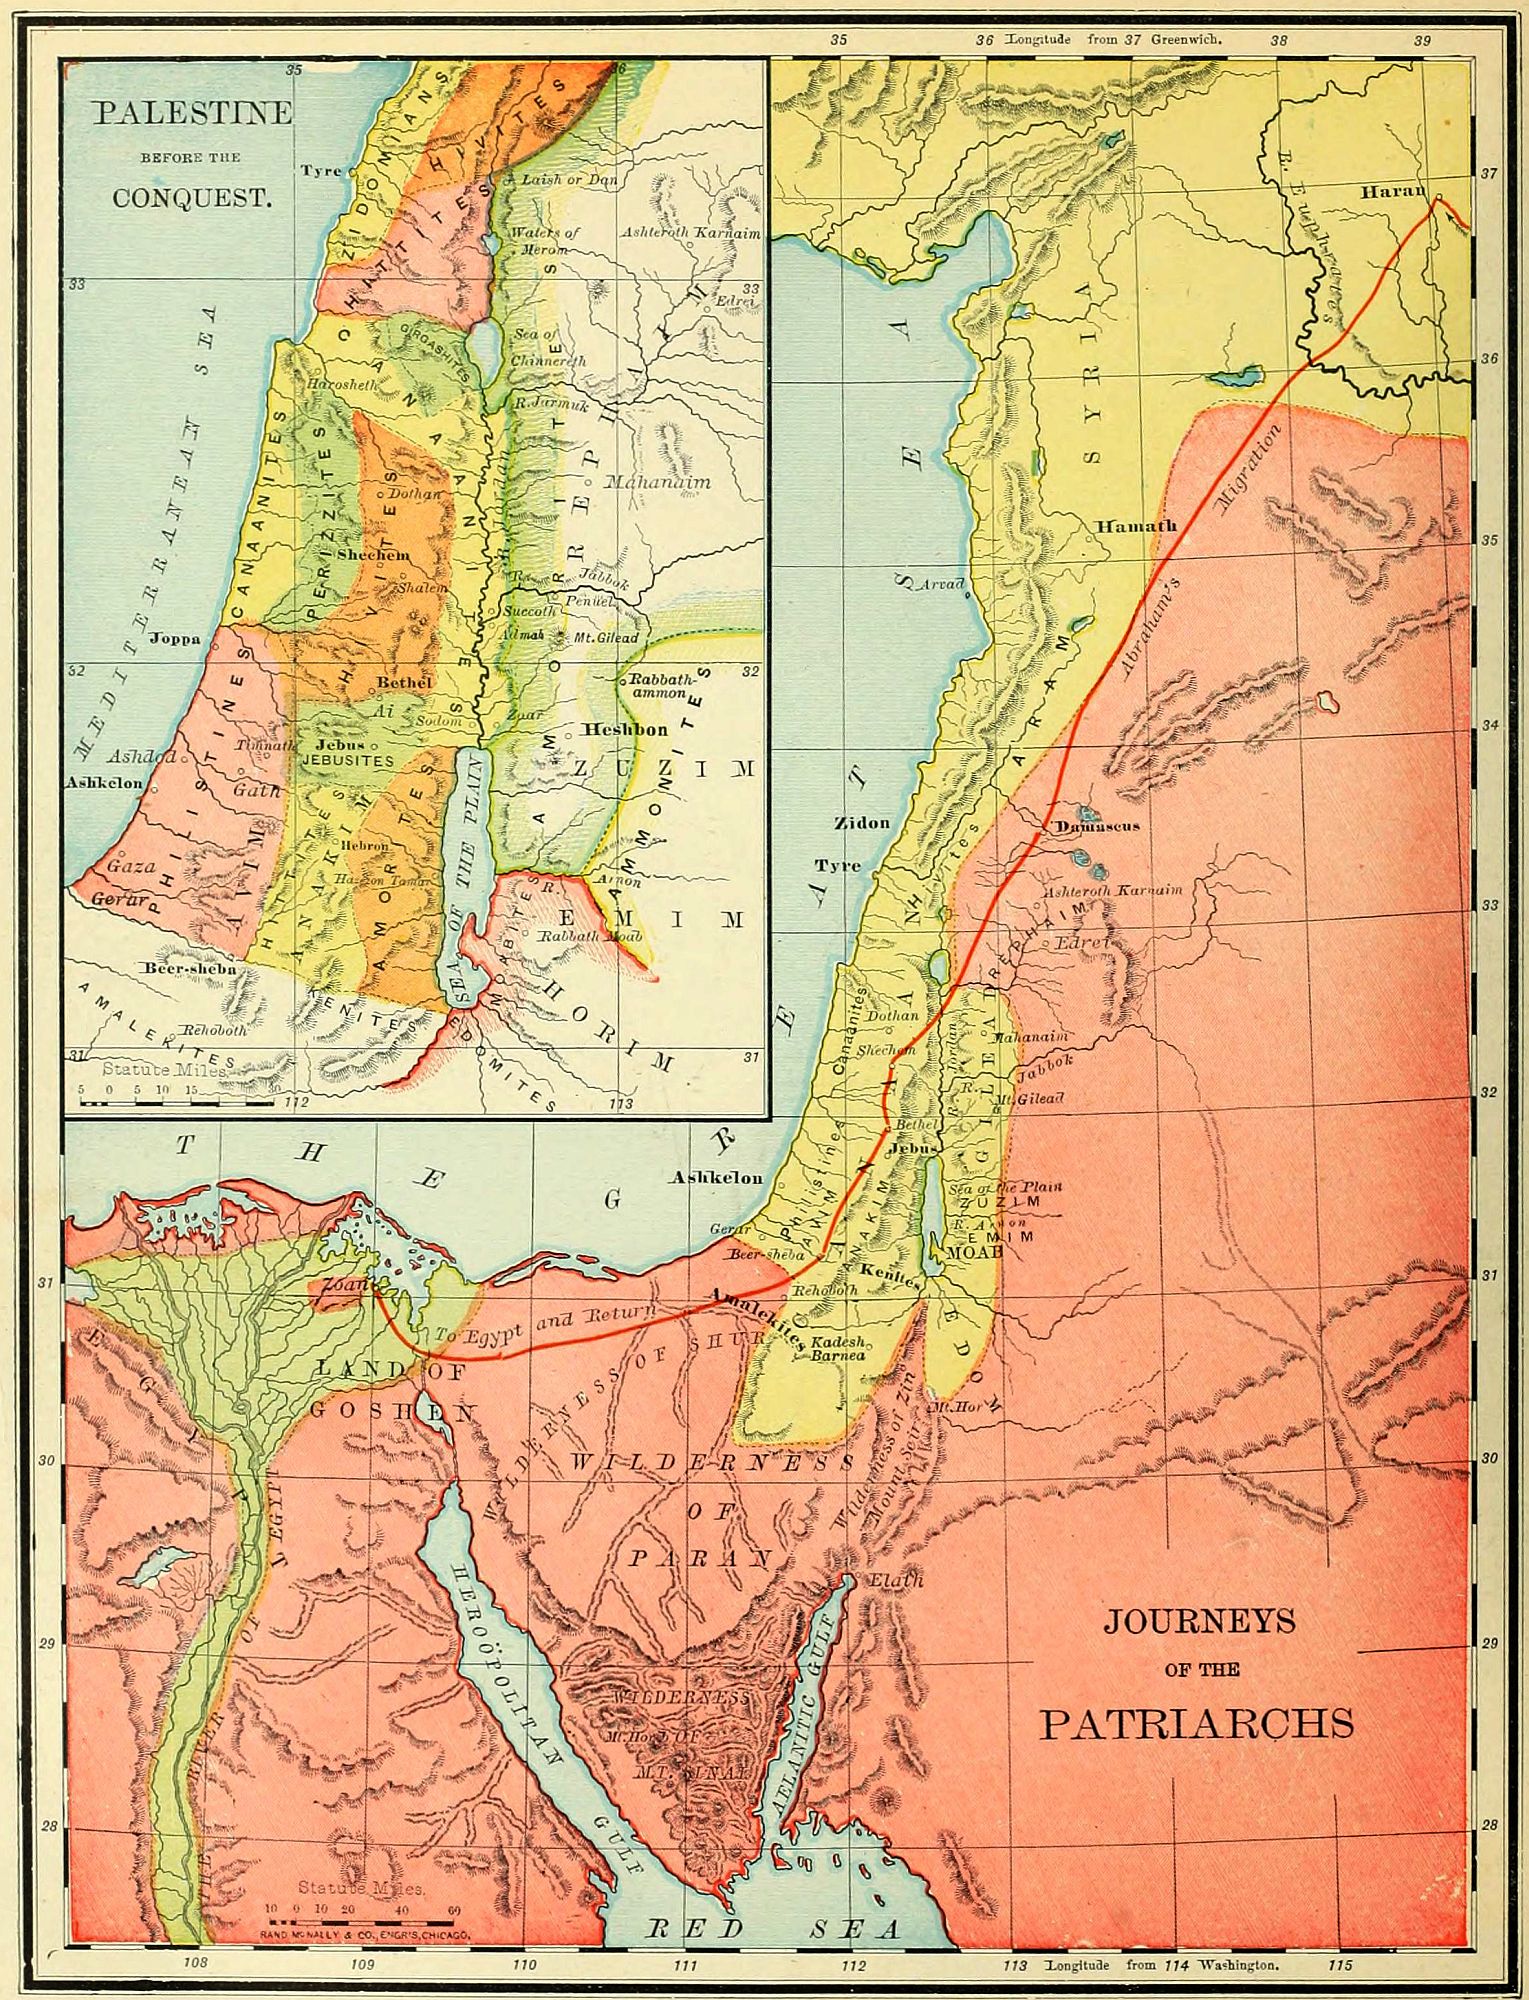 35
36 Longitude from 37 Greenwich.
38
39
PALESTINE
BEFORE THE
CONQUEST.
35
36
ZIDONIANS
HIVITES
Tyre
Laish or Dan
HITTITES
Waters of
Merom
Ashteroth Karnaim
33
33
Edrei
GIRGASHITES
Sea of
Chinnereth
CANAANITES
Harosheth
R. Jarmuk
REPHAIM
MEDITERRANEAN SEA
CANAANITES
PERIZZITES
HIVITES
Dothan
R. Jordan
AMORITES
Mahanaim
Shechem
Shalem
R. Jabbok
Succoth
Penuel
Admah
Mt. Gilead
Joppa
32
32
Bethel
Rabbath-
ammon
Ai
Sodom
Zoar
Heshbon
PHILISTINES
Ashdod
Timnath
Jebus
JEBUSITES
ZUZIM
AMMONITES
Ashkelon
Gath
AVIM
HITTITES
ANAKIM
AMORITES
Hebron
Hazezon Tamar
SEA OF THE PLAIN
Gaza
Gerar
R. Arnon
EMIM
MOABITES
Rabbath Moab
Beer-sheba
HORIM
AMALEKITES
Rehoboth
KENITES
EDOMITES
31
31
Statute Miles
5 0 5 10 15 30
112
113
R. Euphrates
Haran
37
SYRIA
36
Abraham's Migration
Hamath
35
Arvad
ARAM
34
THE GREAT SEA
Zidon
Damascus
Tyre
Hivites
Ashteroth Karnaim
33
REPHAIM
Edrei
Canaanites
CANAAN
Dothan
Shechem
R. Jordan
GILEAD
Mahanaim
R. Jabbok
Mt. Gilead
32
Bethel
Jebus
Ashkelon
Philistines
AVIM
ANAKIM
Sea of the Plain
ZUZIM
R. Arnon
EMIM
MOAB
Gerar
Beer-sheba
Kenites
Rehoboth
Amalekites
31
31
Zoan
To Egypt and Return
WILDERNESS OF SHUR
Kadesh
Barnea
EDOM
Mt. Hor
LAND OF
GOSHEN
EGYPT
30
30
WILDERNESS
OF
PARAN
Wilderness of Zin
Mount Seir
THE RIVER OF EGYPT
Elath
HEROÖPOLITAN GULF
AELANITIC GULF
29
29
WILDERNESS
Mt. Horeb OF
MT. SINAI
JOURNEYS
OF THE
PATRIARCHS
28
28
Statute Miles.
10 0 10 20 40 60
RAND McNALLY & CO., ENGR'S, CHICAGO.
RED SEA
108
109
110
111
112
113 Longitude from 114 Washington.
115